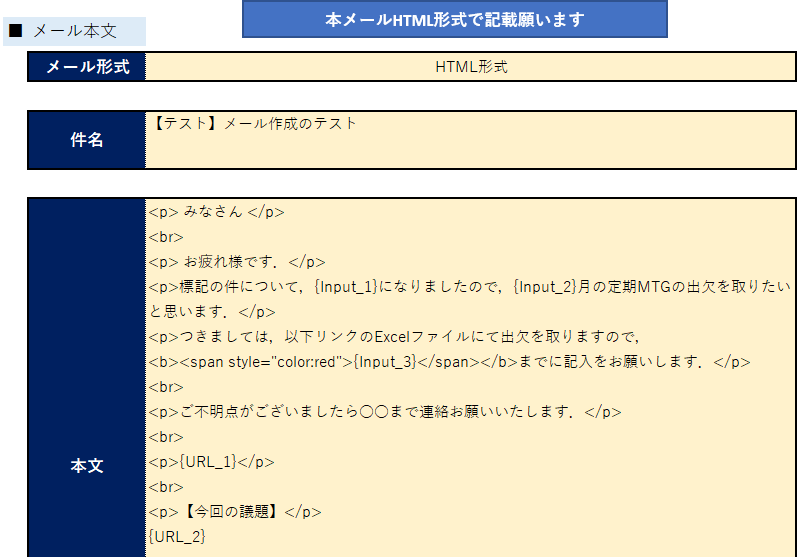 本メールHTML形式で記載願います
■ メール本文
メール形式
HTML形式
件名
【テスト】メール作成のテスト
本文
<p> みなさん </p>
<br>
<p> お疲れ様です．</p>
<p>標記の件について，{Input_1}になりましたので，{Input_2}月の定期MTGの出欠を取りたい
と思います．</p>
<p>つきましては，以下リンクのExcelファイルにて出欠を取りますので，
<b><span style="color:red">{Input_3}</span></b>までに記入をお願いします．</p>
<br>
<p>ご不明点がございましたら〇〇まで連絡お願いいたします．</p>
<br>
<p>{URL_1}</p>
<br>
<p>【今回の議題】</p>
{URL_2}